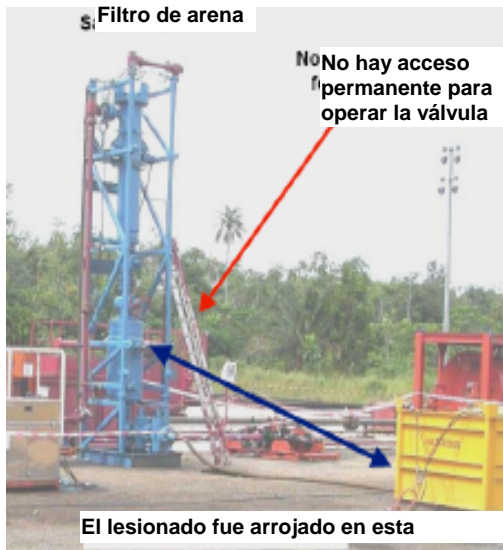 Filtro de arena
No hay acceso
permanente para
operar la válvula
El lesionado fue arrojado en esta